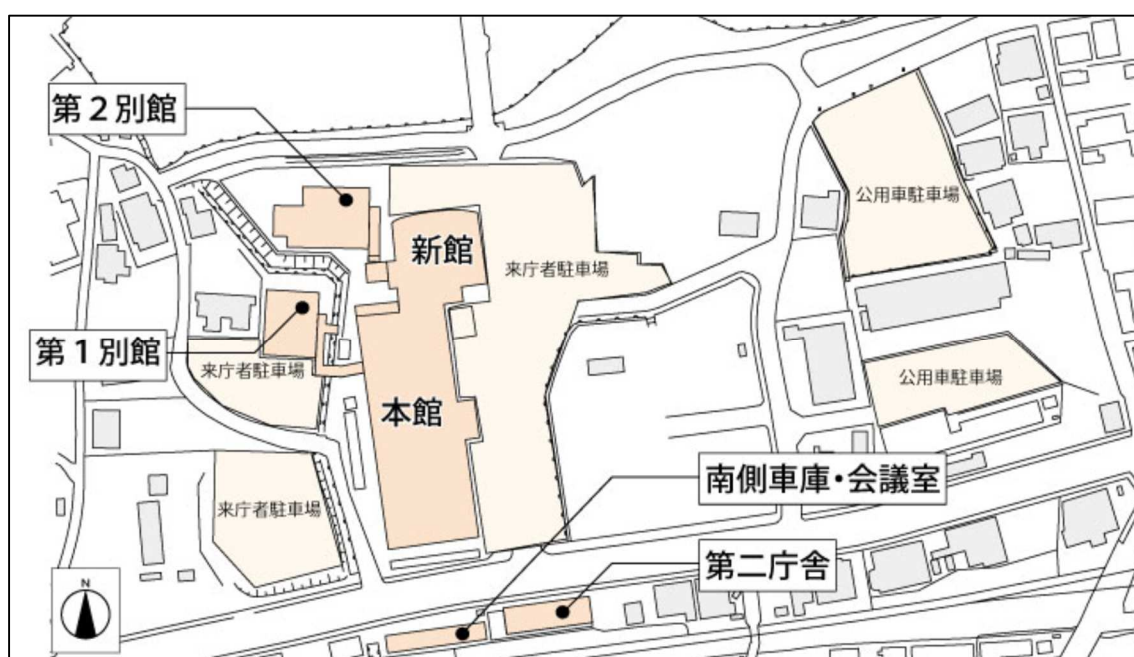 第２別館
公用車駐車場
新館
来庁者駐車場
第１別館
来庁者駐車場
公用車駐車場
本館
南側車庫・会議室
来庁者駐車場
第二庁舎
N